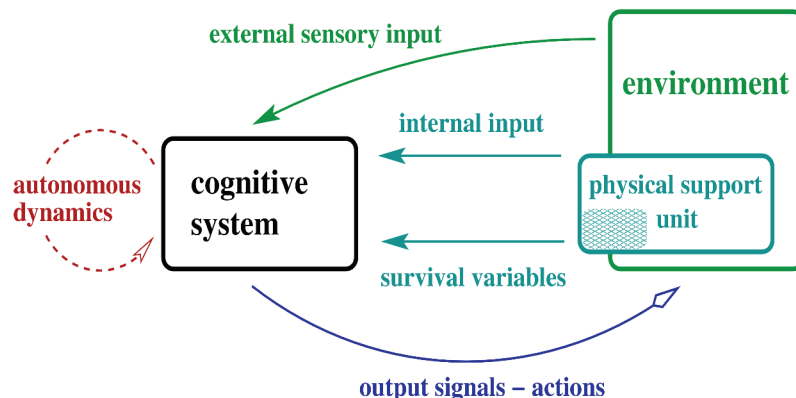 external sensory input
environment
internal input
autonomous
dynamics
cognitive
system
physical support
unit
survival variables
output signals – actions